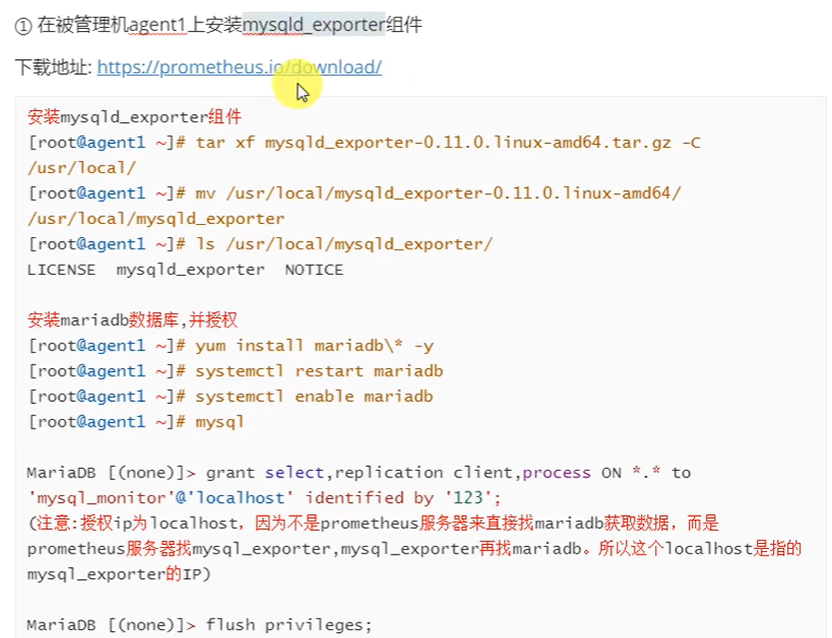 ① 在被管理机agent1上安装mysqld_exporter组件
下载地址: https://prometheus.io/download/
安装mysqld_exporter组件
[root@agent1 ~]# tar xf mysqld_exporter-0.11.0.linux-amd64.tar.gz -C
/usr/local/
[root@agent1 ~]# mv /usr/local/mysqld_exporter-0.11.0.linux-amd64/
/usr/local/mysqld_exporter
[root@agent1 ~]# ls /usr/local/mysqld_exporter/
LICENSE  mysqld_exporter  NOTICE
安装mariadb数据库,并授权
[root@agent1 ~]# yum install mariadb\* -y
[root@agent1 ~]# systemctl restart mariadb
[root@agent1 ~]# systemctl enable mariadb
[root@agent1 ~]# mysql
MariaDB [(none)]> grant select,replication client,process ON *.* to
'mysql_monitor'@'localhost' identified by '123';
(注意:授权ip为localhost，因为不是prometheus服务器来直接找mariadb获取数据，而是
prometheus服务器找mysql_exporter,mysql_exporter再找mariadb。所以这个localhost是指的
mysql_exporter的IP)
MariaDB [(none)]> flush privileges;